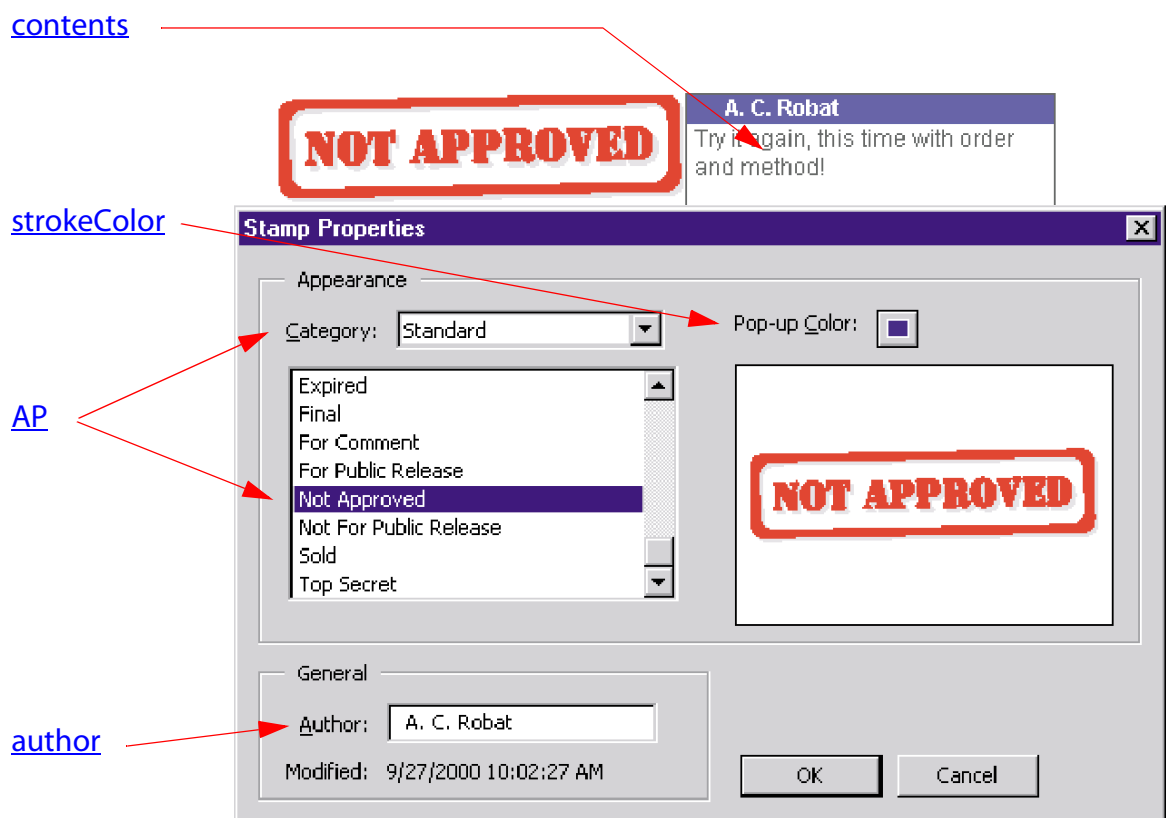 contents
NOT APPROVED
A. C. Robat
Try it again, this time with order
and method!
strokeColor
Stamp Properties
Appearance
Category: Standard
Pop-up Color:
AP
Expired
Final
For Comment
For Public Release
Not Approved
Not For Public Release
Sold
Top Secret
NOT APPROVED
General
author
Author: A. C. Robat
Modified: 9/27/2000 10:02:27 AM
OK
Cancel